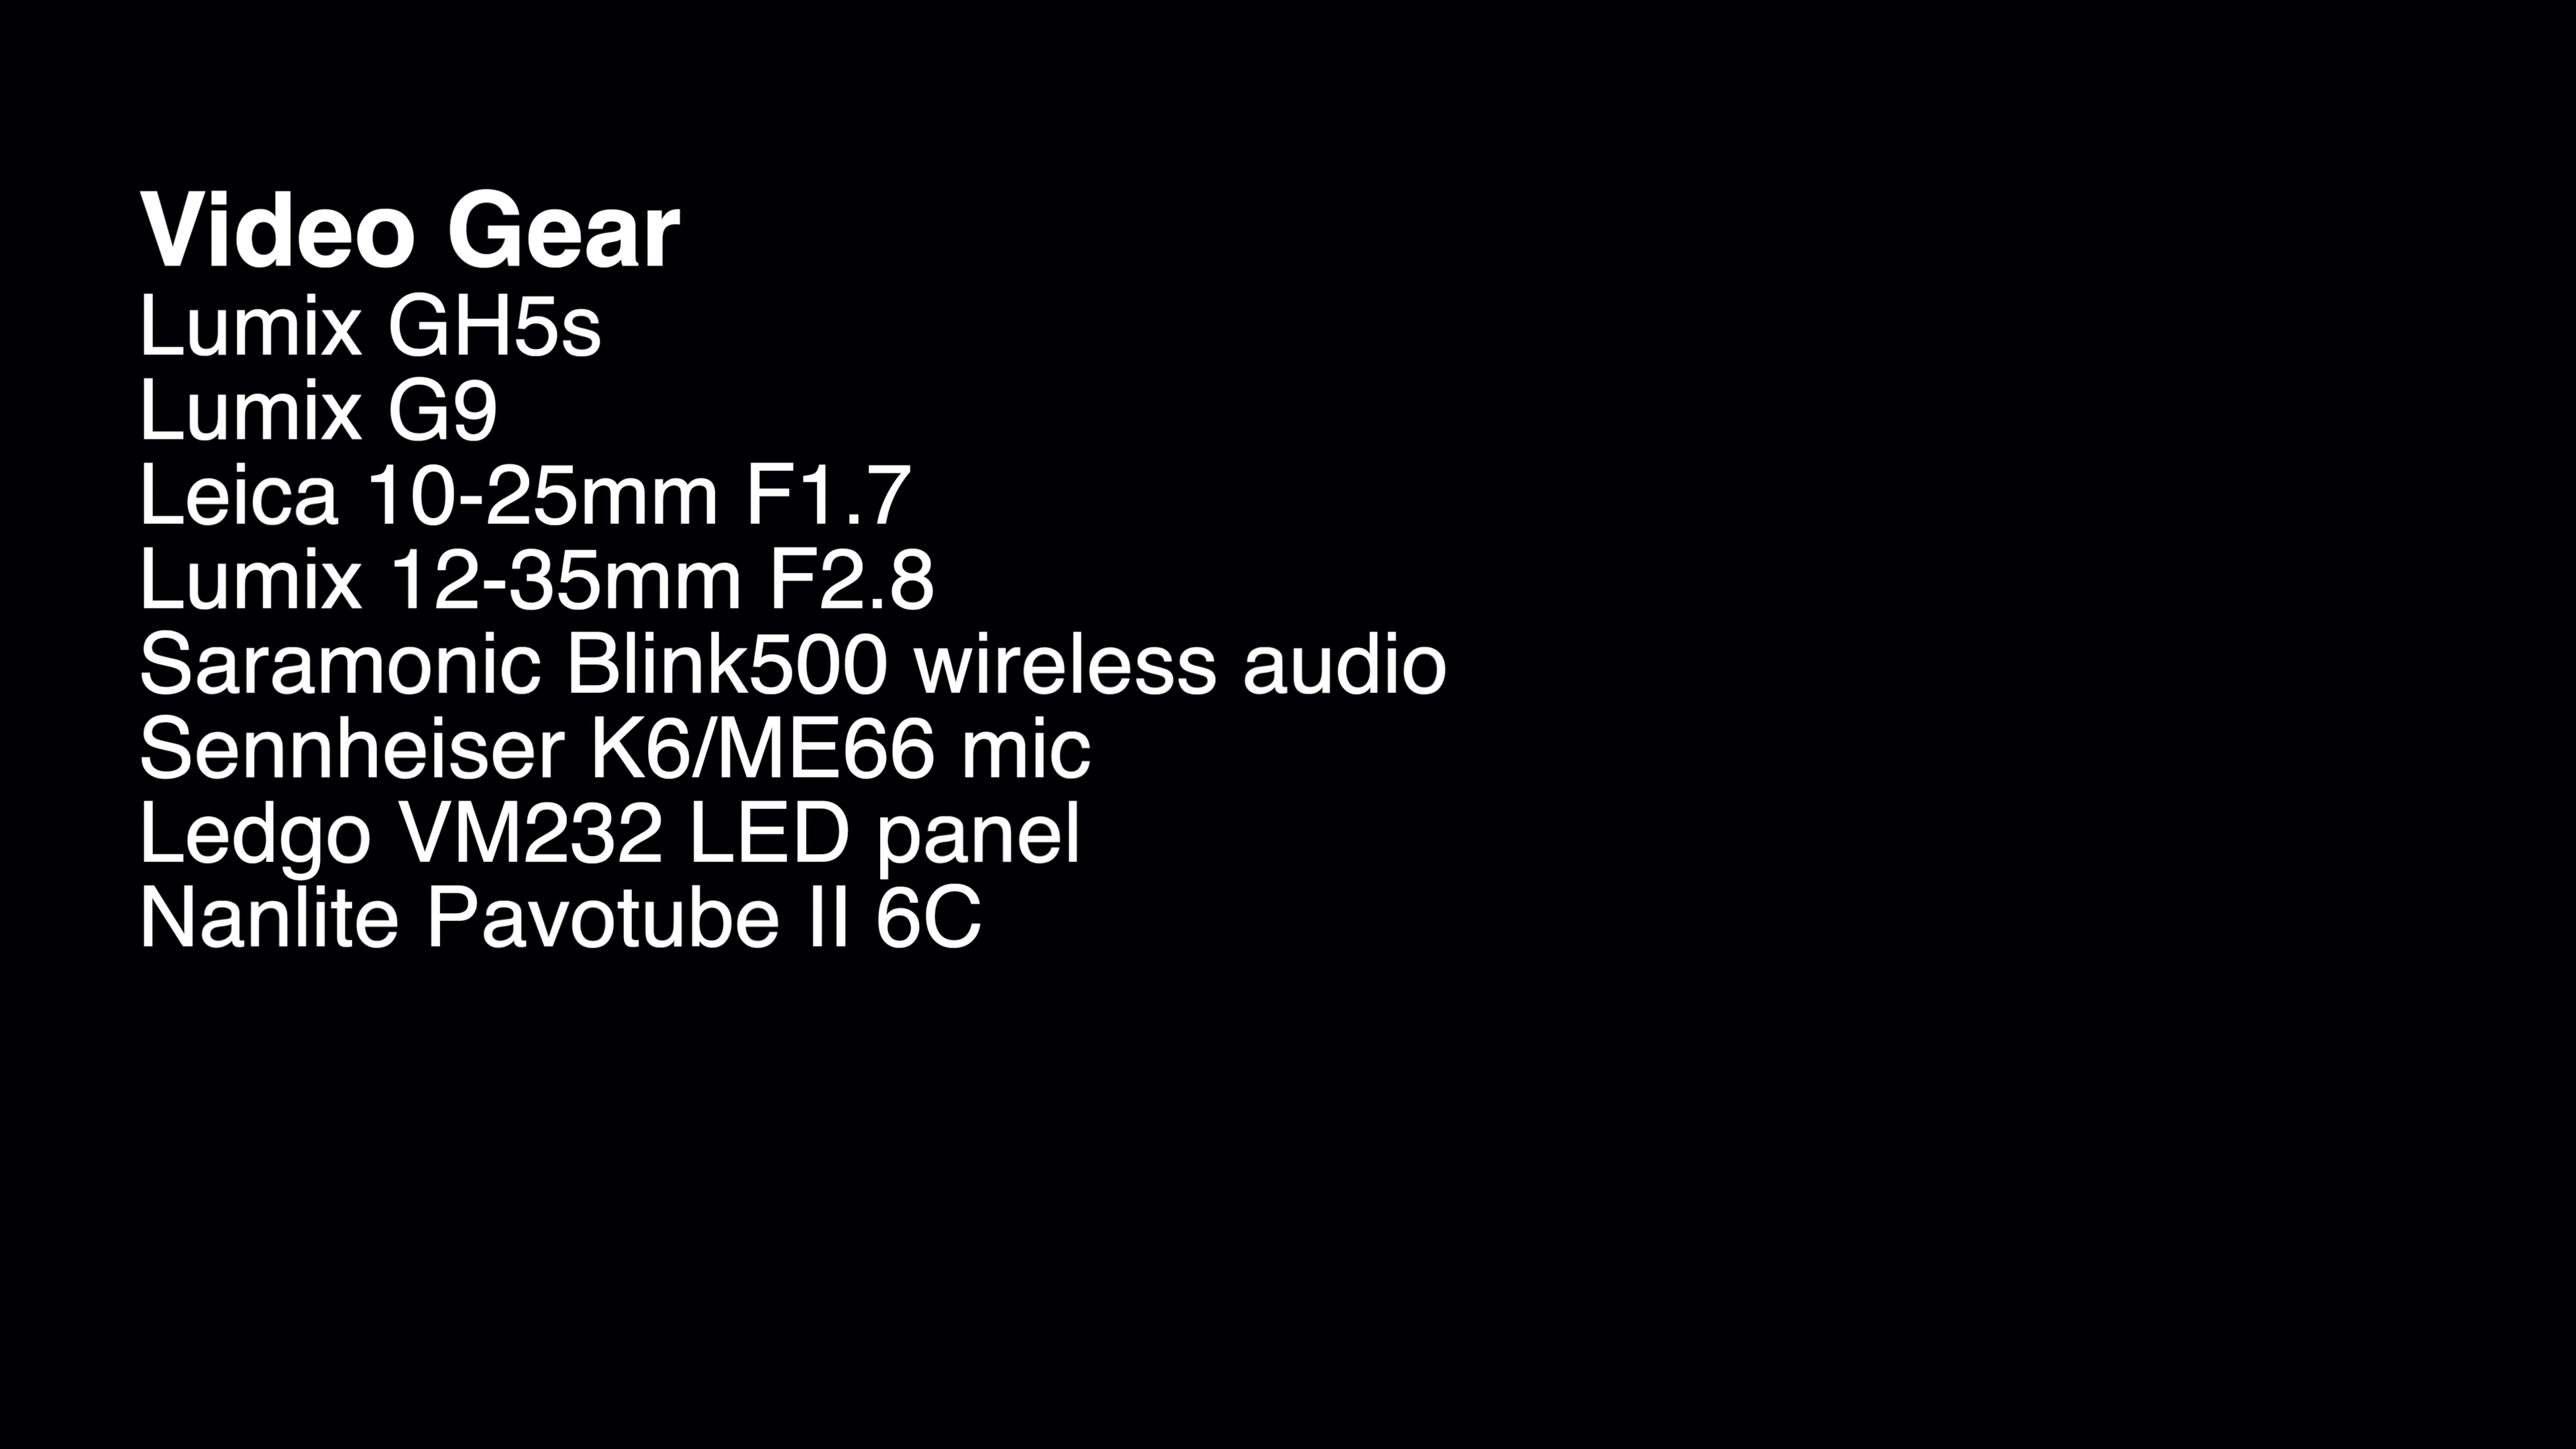 Video Gear
Lumix GH5s
Lumix G9
Leica 10-25mm F1.7
Lumix 12-35mm F2.8
Saramonic Blink500 wireless audio
Sennheiser K6/ME66 mic
Ledgo VM232 LED panel
Nanlite Pavotube II 6C